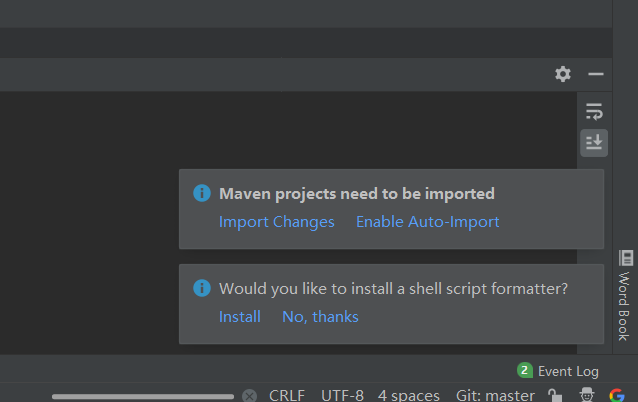 Maven projects need to be imported
Import Changes Enable Auto-Import
Would you like to install a shell script formatter?
Install No, thanks
Word Book
2 Event Log
CRLF UTF-8 4 spaces Git: master